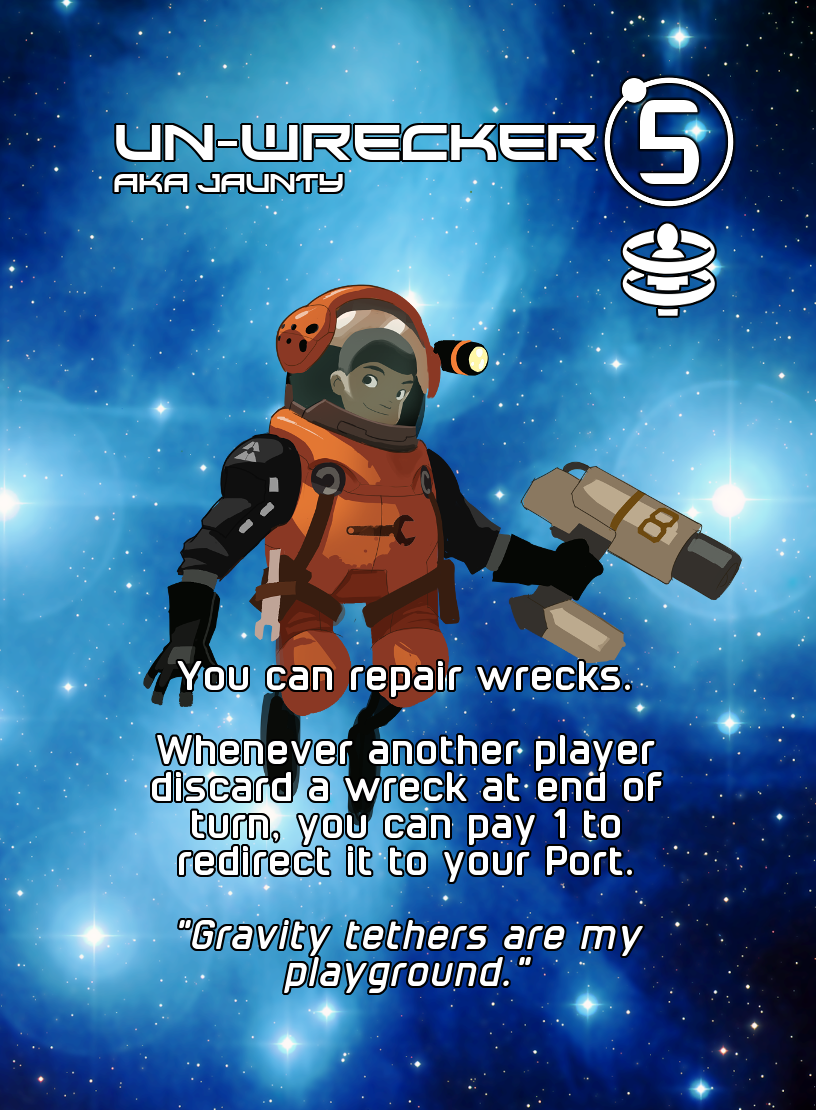 UN-WRECKER 5
AKA JAUNTY
8
You can repair wrecks.
Whenever another player
discard a wreck at end of
turn, you can pay 1 to
redirect it to your Port.
"Gravity tethers are my
playground."